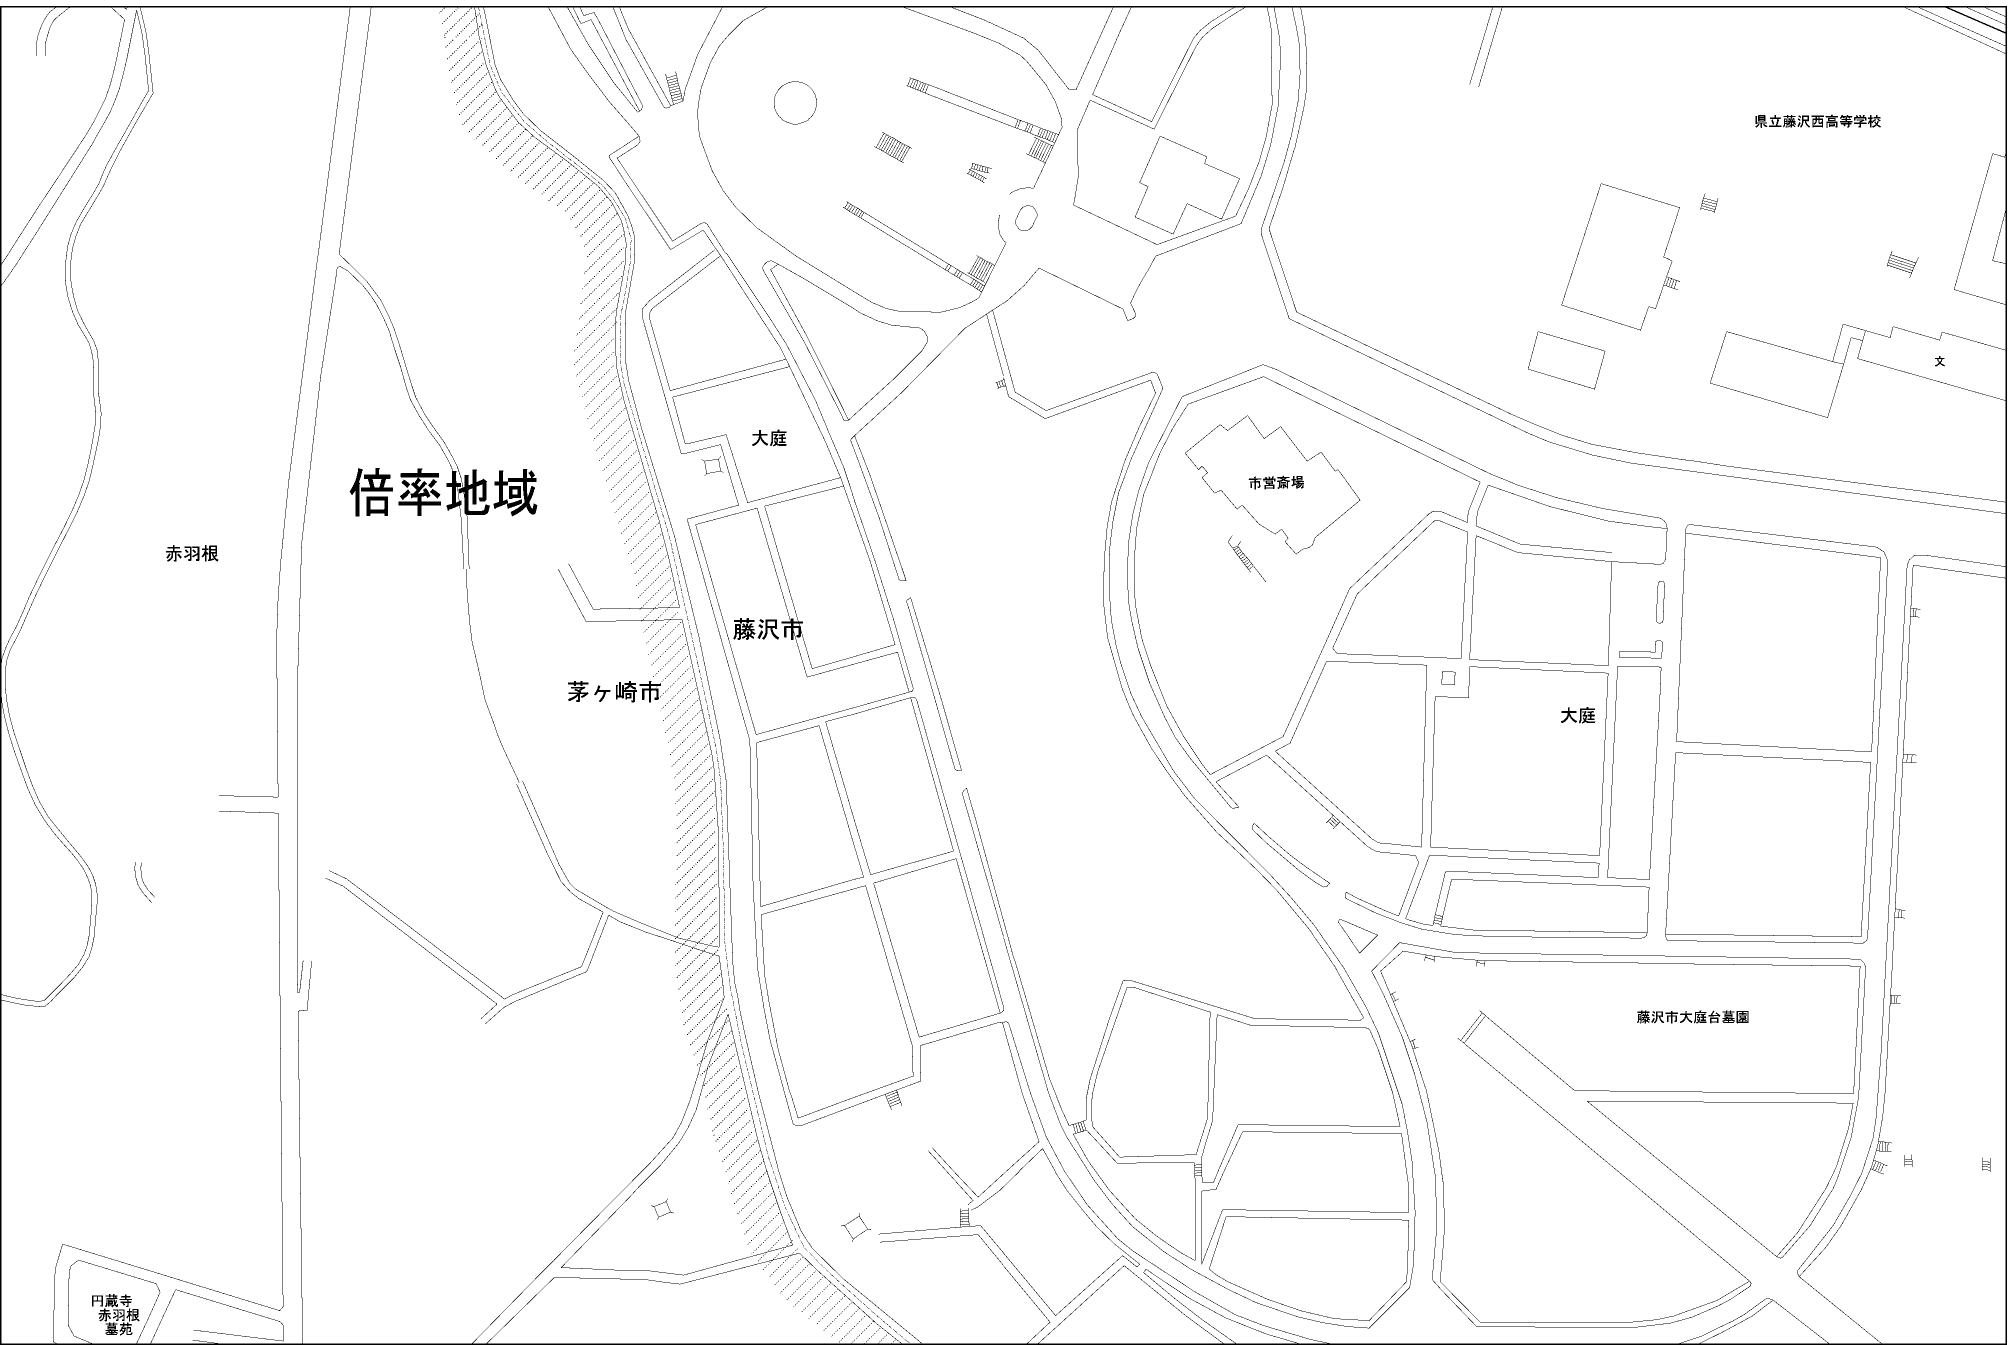 県立藤沢西高等学校
文
大庭
倍率地域
市営斎場
赤羽根
藤沢市
茅ヶ崎市
大庭
藤沢市大庭台墓園
円蔵寺
赤羽根
墓苑